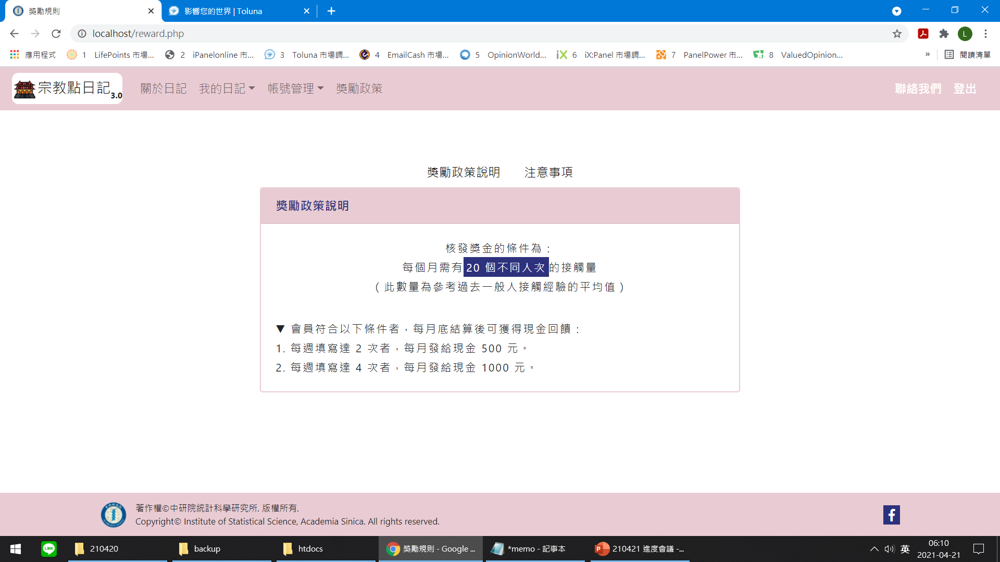 獎勵規則
影響您的世界 | Toluna
localhost/reward.php
應用程式
1 LifePoints 市場...
2 iPanelonline 市...
3 Toluna 市場調...
4 EmailCash 市場...
5 OpinionWorld...
6 iX:Panel 市場調...
7 PanelPower 市...
8 ValuedOpinion...
»
閱讀清單
L
宗教點日記3.0
關於日記
我的日記
帳號管理
獎勵政策
聯絡我們
登出
獎勵政策說明
注意事項
獎勵政策說明
核發獎金的條件為：
每個月需有 20 個不同人次 的接觸量
（此數量為參考過去一般人接觸經驗的平均值）
▼ 會員符合以下條件者，每月底結算後可獲得現金回饋：
1. 每週填寫達 2 次者，每月發給現金 500 元。
2. 每週填寫達 4 次者，每月發給現金 1000 元。
著作權©中研院統計科學研究所. 版權所有.
Copyright© Institute of Statistical Science, Academia Sinica. All rights reserved.
LINE
210420
backup
htdocs
獎勵規則 - Google ...
*memo - 記事本
210421 進度會議 -...
英
06:10
2021-04-21